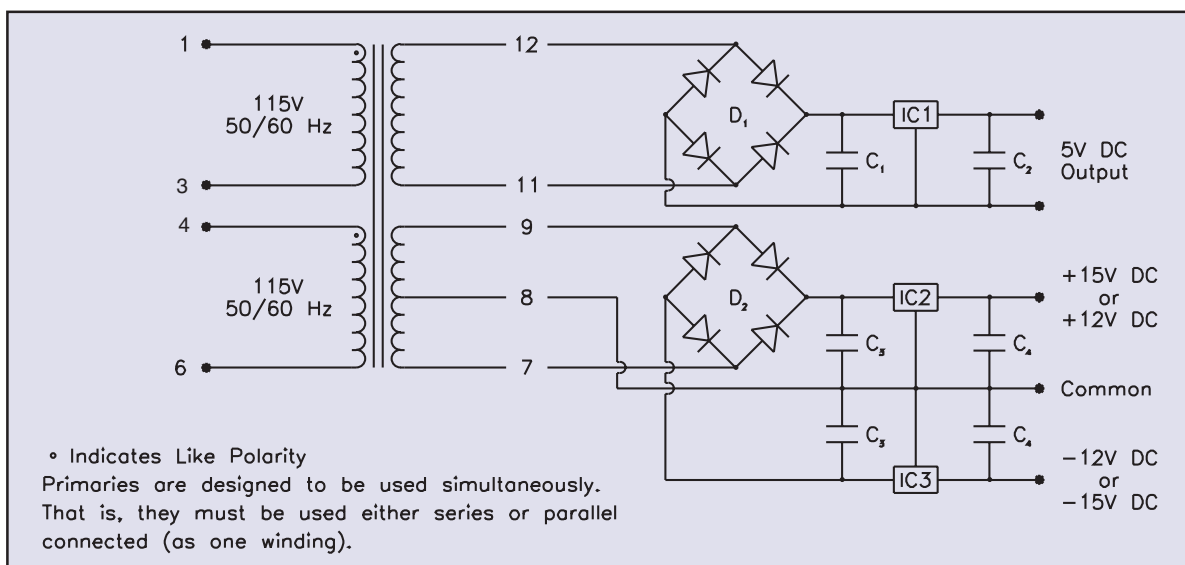 1
12
115V
50/60 Hz
D₁
IC1
C₁
C₂
5V DC
Output
3
11
4
9
115V
50/60 Hz
8
D₂
IC2
+15V DC
or
+12V DC
C₃
C₄
6
7
Common
C₃
C₄
IC3
−12V DC
or
−15V DC
° Indicates Like Polarity
Primaries are designed to be used simultaneously.
That is, they must be used either series or parallel
connected (as one winding).